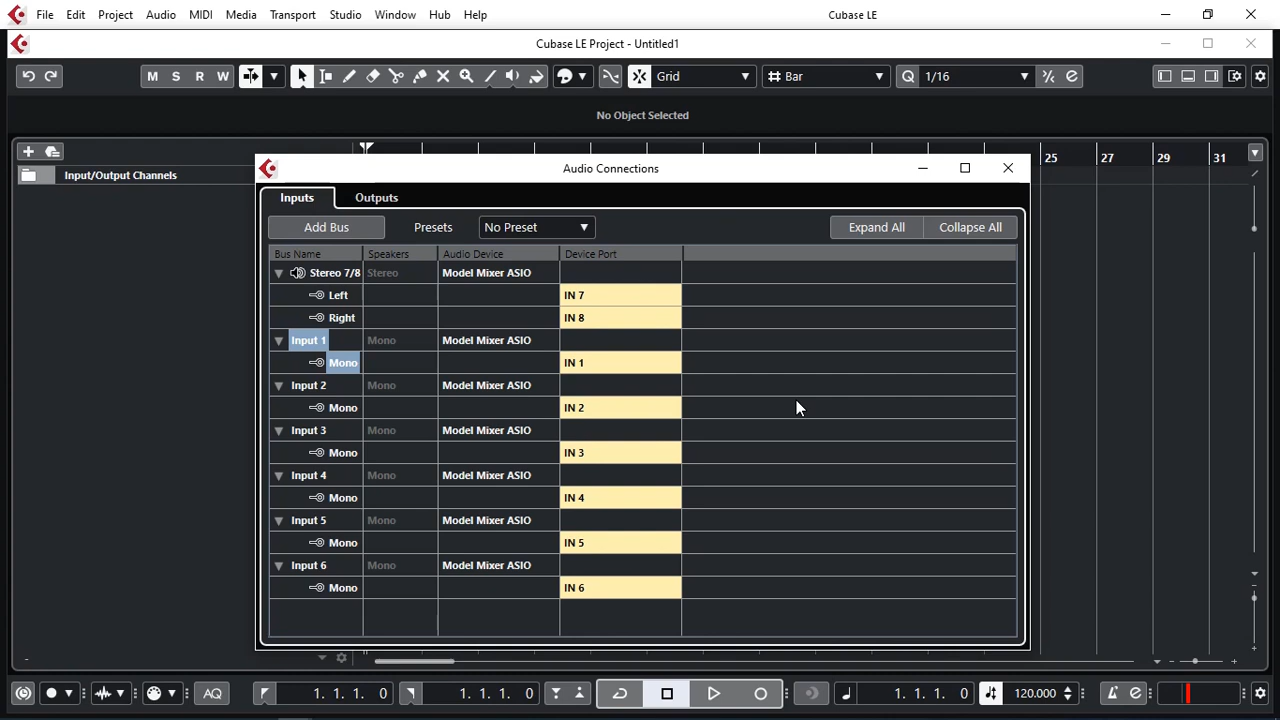 File Edit Project Audio MIDI Media Transport Studio Window Hub Help Cubase LE
Cubase LE Project - Untitled1
M S R W Grid Bar Q 1/16
No Object Selected
Input/Output Channels
25 27 29 31
Audio Connections
Inputs Outputs
Add Bus Presets No Preset Expand All Collapse All
Bus Name Speakers Audio Device Device Port
Stereo 7/8 Stereo Model Mixer ASIO
Left IN 7
Right IN 8
Input 1 Mono Model Mixer ASIO
Mono IN 1
Input 2 Mono Model Mixer ASIO
Mono IN 2
Input 3 Mono Model Mixer ASIO
Mono IN 3
Input 4 Mono Model Mixer ASIO
Mono IN 4
Input 5 Mono Model Mixer ASIO
Mono IN 5
Input 6 Mono Model Mixer ASIO
Mono IN 6
AQ 1. 1. 1. 0 1. 1. 1. 0 1. 1. 1. 0 120.000